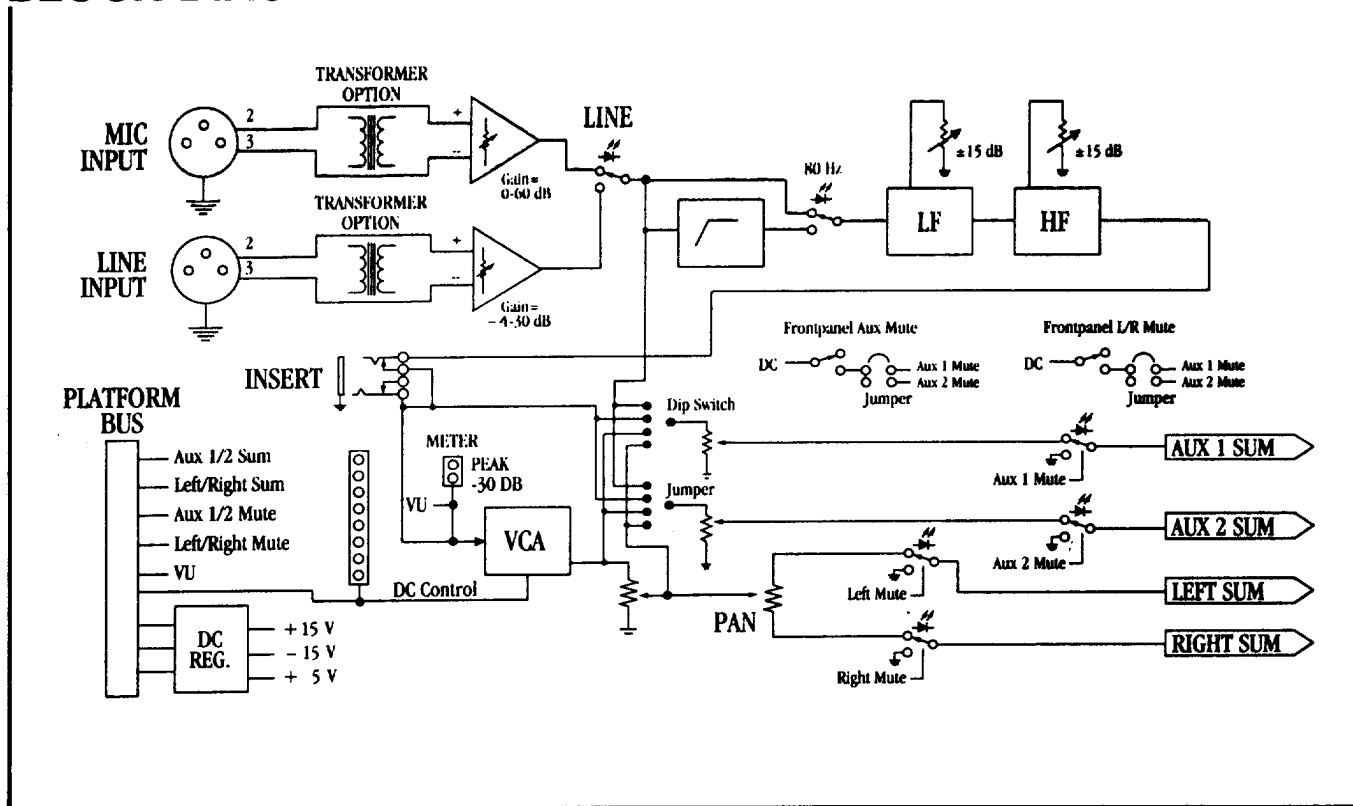 TRANSFORMER
OPTION
MIC
INPUT
2
3
+
--
Gain =
0-60 dB
LINE
TRANSFORMER
OPTION
LINE
INPUT
2
3
+
--
Gain =
-4-30 dB
80 Hz
±15 dB
±15 dB
LF
HF
Frontpanel Aux Mute
DC
Aux 1 Mute
Aux 2 Mute
Jumper
Frontpanel L/R Mute
DC
Aux 1 Mute
Aux 2 Mute
Jumper
INSERT
PLATFORM
BUS
Aux 1/2 Sum
Left/Right Sum
Aux 1/2 Mute
Left/Right Mute
VU
DC
REG.
+ 15 V
- 15 V
+ 5 V
METER
PEAK
-30 DB
VU
VCA
DC Control
Dip Switch
Jumper
PAN
Aux 1 Mute
AUX 1 SUM
Aux 2 Mute
AUX 2 SUM
Left Mute
LEFT SUM
Right Mute
RIGHT SUM